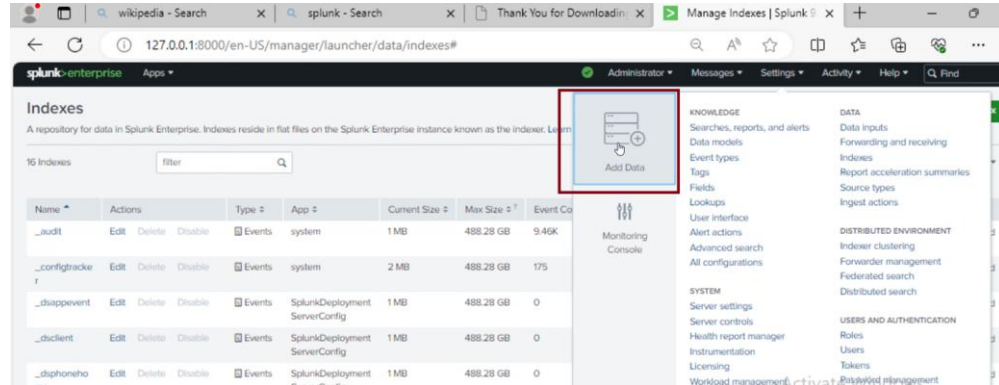 wikipedia - Search
splunk - Search
Thank You for Downloading
Manage Indexes | Splunk 9
127.0.0.1:8000/en-US/manager/launcher/data/indexes#
splunk>enterprise Apps
Administrator Messages Settings Activity Help Find
Indexes
A repository for data in Splunk Enterprise. Indexes reside in flat files on the Splunk Enterprise instance known as the indexer. Learn
16 Indexes
filter
Name Actions Type App Current Size Max Size ? Event Co
_audit Edit Delete Disable Events system 1 MB 488.28 GB 9.46K
_configtracke
r
Edit Delete Disable Events system 2 MB 488.28 GB 175
_dsappevent Edit Delete Disable Events SplunkDeployment 1 MB 488.28 GB 0
ServerConfig
_dsclient Edit Delete Disable Events SplunkDeployment 1 MB 488.28 GB 0
ServerConfig
_dsphoneho Edit Delete Disable Events SplunkDeployment 1 MB 488.28 GB 0
Add Data
Monitoring
Console
KNOWLEDGE
Searches, reports, and alerts
Data models
Event types
Tags
Fields
Lookups
User interface
Alert actions
Advanced search
All configurations
SYSTEM
Server settings
Server controls
Health report manager
Instrumentation
Licensing
Workload management
DATA
Data inputs
Forwarding and receiving
Indexes
Report acceleration summaries
Source types
Ingest actions
DISTRIBUTED ENVIRONMENT
Indexer clustering
Forwarder management
Federated search
Distributed search
USERS AND AUTHENTICATION
Roles
Users
Tokens
management